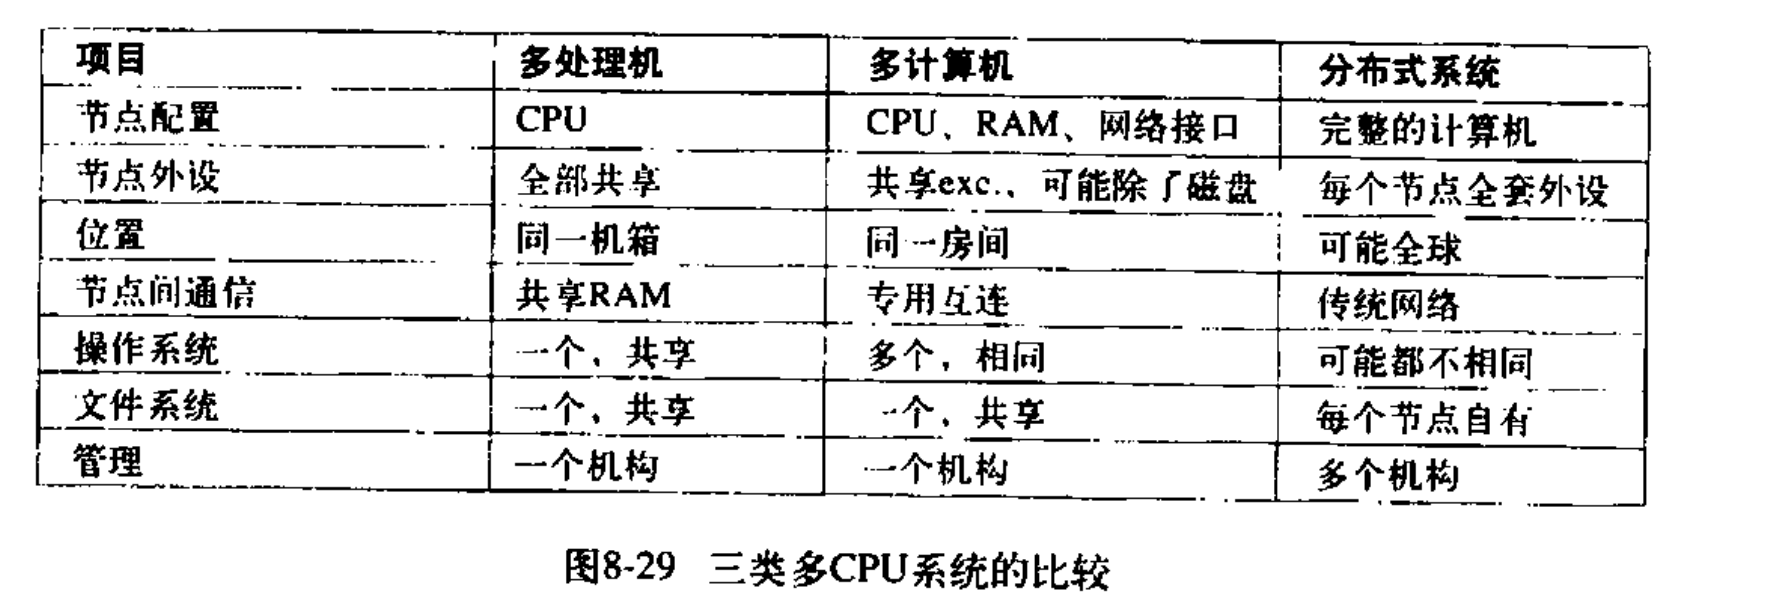 项目 多处理机 多计算机 分布式系统
节点配置 CPU CPU、RAM、网络接口 完整的计算机
节点外设 全部共享 共享exc.，可能除了磁盘 每个节点全套外设
位置 同一机箱 同一房间 可能全球
节点间通信 共享RAM 专用互连 传统网络
操作系统 一个，共享 多个，相同 可能都不相同
文件系统 一个，共享 一个，共享 每个节点自有
管理 一个机构 一个机构 多个机构
图8-29 三类多CPU系统的比较